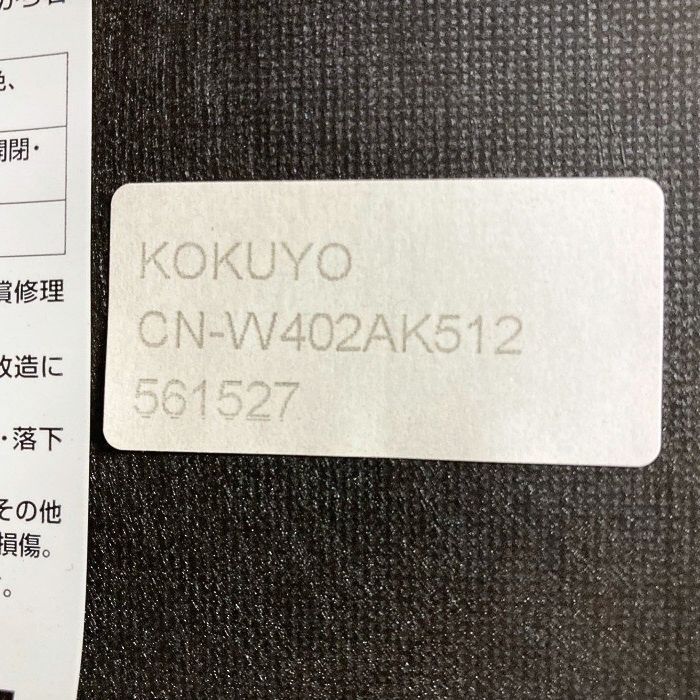 色、
開閉・
償修理
改造に
・落下
その他
損傷。
。
KOKUYO
CN-W402AK512
561527